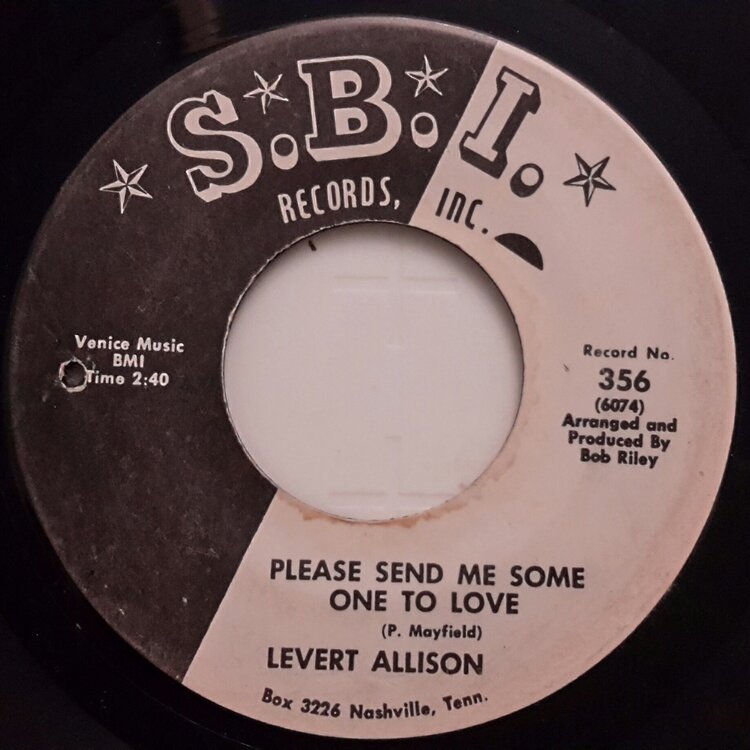 S.B.I.
RECORDS, INC.
Venice Music
BMI
Time 2:40
Record No.
356
(6074)
Arranged and
Produced By
Bob Riley
PLEASE SEND ME SOME
ONE TO LOVE
(P. Mayfield)
LEVERT ALLISON
Box 3226 Nashville, Tenn.